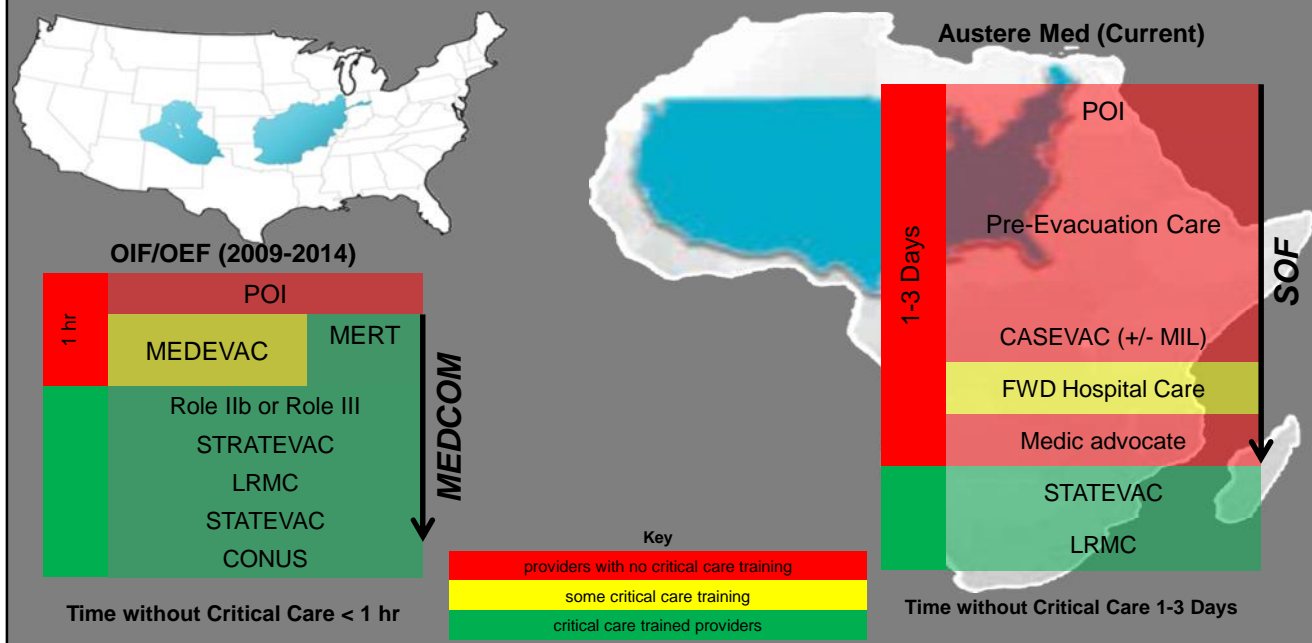 OIF/OEF (2009-2014)
1 hr
POI
MEDEVAC
MERT
Role IIb or Role III
STRATEVAC
LRMC
STATEVAC
CONUS
MEDCOM
Time without Critical Care < 1 hr
Key
providers with no critical care training
some critical care training
critical care trained providers
Austere Med (Current)
1-3 Days
POI
Pre-Evacuation Care
CASEVAC (+/- MIL)
FWD Hospital Care
Medic advocate
STATEVAC
LRMC
SOF
Time without Critical Care 1-3 Days